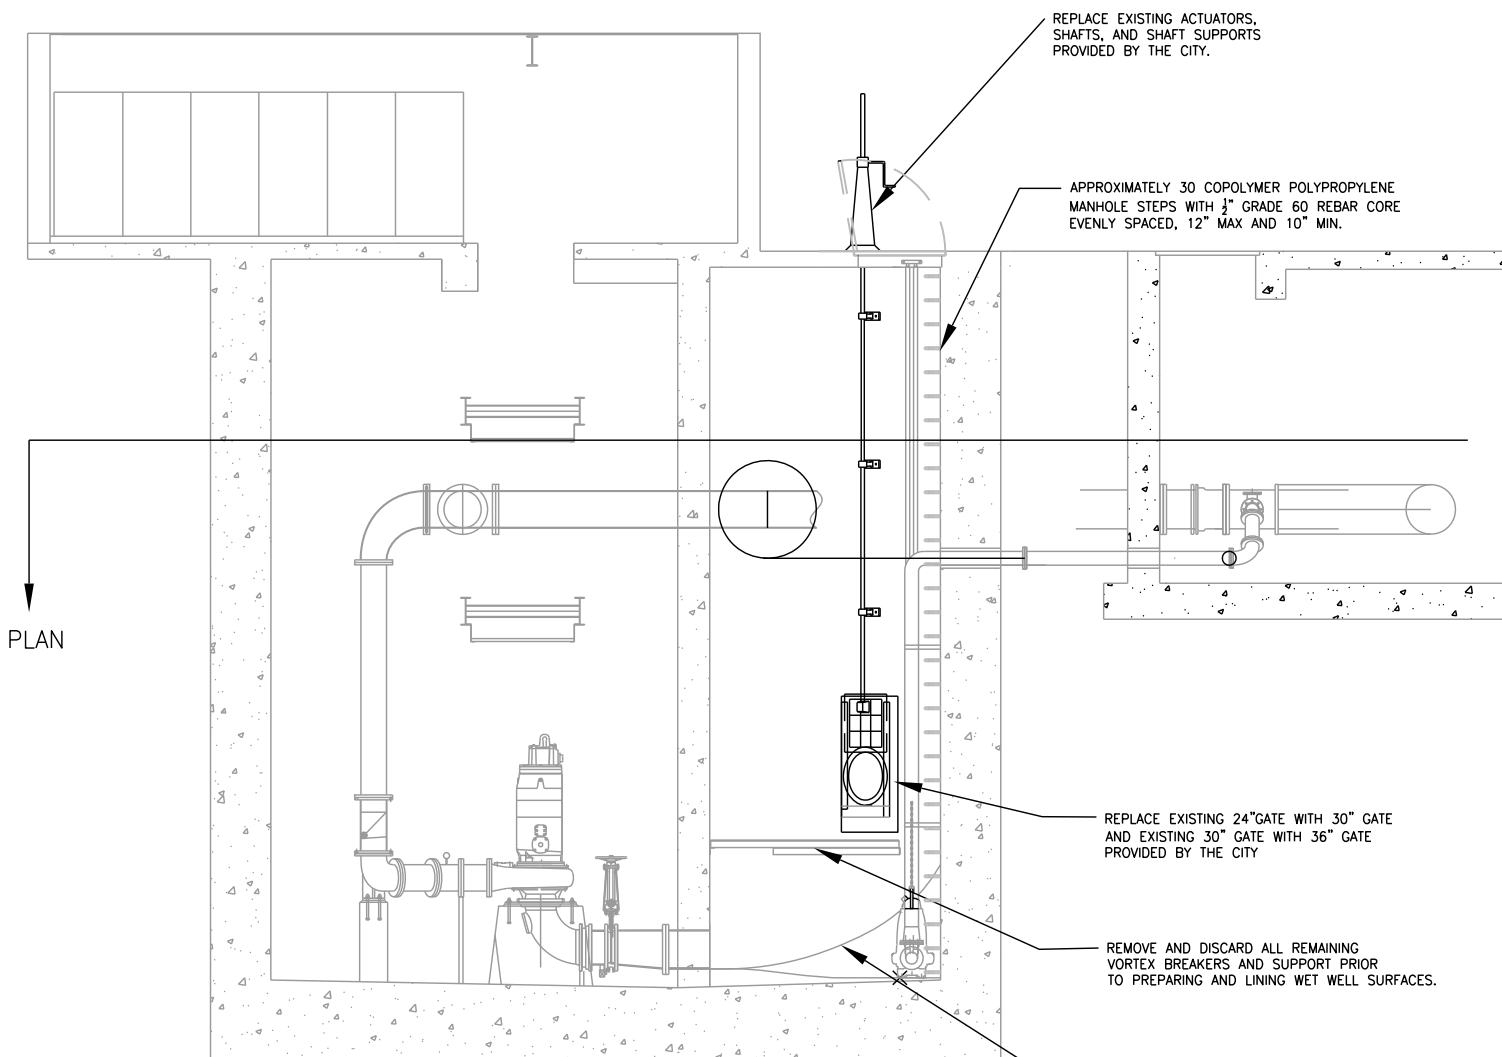 REPLACE EXISTING ACTUATORS,
SHAFTS, AND SHAFT SUPPORTS
PROVIDED BY THE CITY.
APPROXIMATELY 30 COPOLYMER POLYPROPYLENE
MANHOLE STEPS WITH ½" GRADE 60 REBAR CORE
EVENLY SPACED, 12" MAX AND 10" MIN.
PLAN
REPLACE EXISTING 24"GATE WITH 30" GATE
AND EXISTING 30" GATE WITH 36" GATE
PROVIDED BY THE CITY
REMOVE AND DISCARD ALL REMAINING
VORTEX BREAKERS AND SUPPORT PRIOR
TO PREPARING AND LINING WET WELL SURFACES.